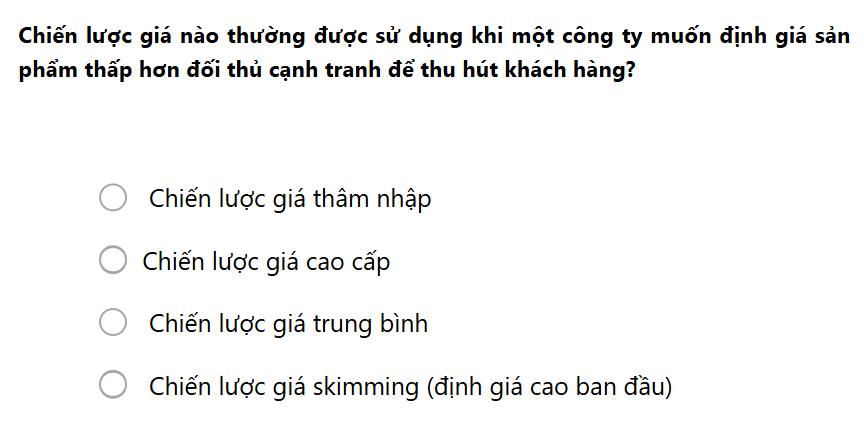 Chiến lược giá nào thường được sử dụng khi một công ty muốn định giá sản
phẩm thấp hơn đối thủ cạnh tranh để thu hút khách hàng?
Chiến lược giá thâm nhập
Chiến lược giá cao cấp
Chiến lược giá trung bình
Chiến lược giá skimming (định giá cao ban đầu)